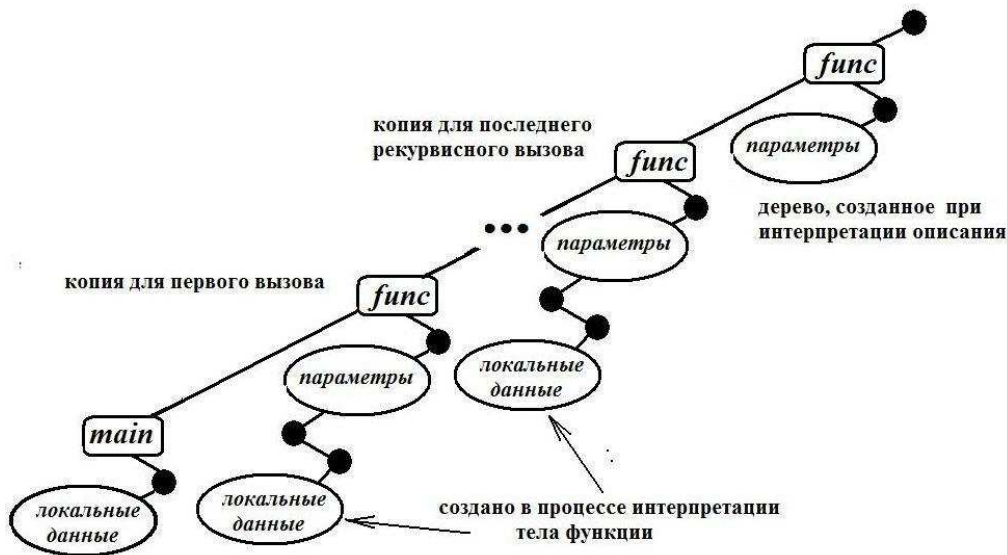 func
параметры
копия для последнего
рекурвисного вызова
func
дерево, созданное при
интерпретации описания
...
параметры
копия для первого вызова
func
параметры
локальные
данные
main
локальные
данные
локальные
данные
создано в процессе интерпретации
тела функции